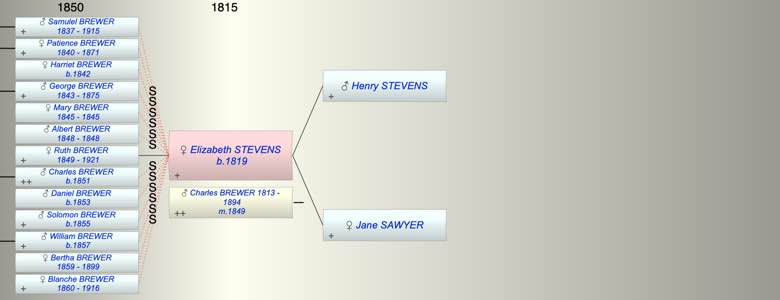 1850
1815
♂ Samulel BREWER
1837 - 1915
+
♀ Patience BREWER
1840 - 1871
+
♀ Harriet BREWER
b.1842
♂ George BREWER
1843 - 1875
+
♀ Mary BREWER
1845 - 1845
♂ Albert BREWER
1848 - 1848
♀ Ruth BREWER
1849 - 1921
+
♂ Charles BREWER
b.1851
++
♂ Daniel BREWER
b.1853
♂ Solomon BREWER
b.1855
+
♂ William BREWER
b.1857
+
♀ Bertha BREWER
1859 - 1899
♀ Blanche BREWER
1860 - 1916
+
S
S
S
S
S
S
S
S
S
S
S
S
♀ Elizabeth STEVENS
b.1819
+
♂ Charles BREWER 1813 -
1894
m.1849
++
♂ Henry STEVENS
+
♀ Jane SAWYER
+